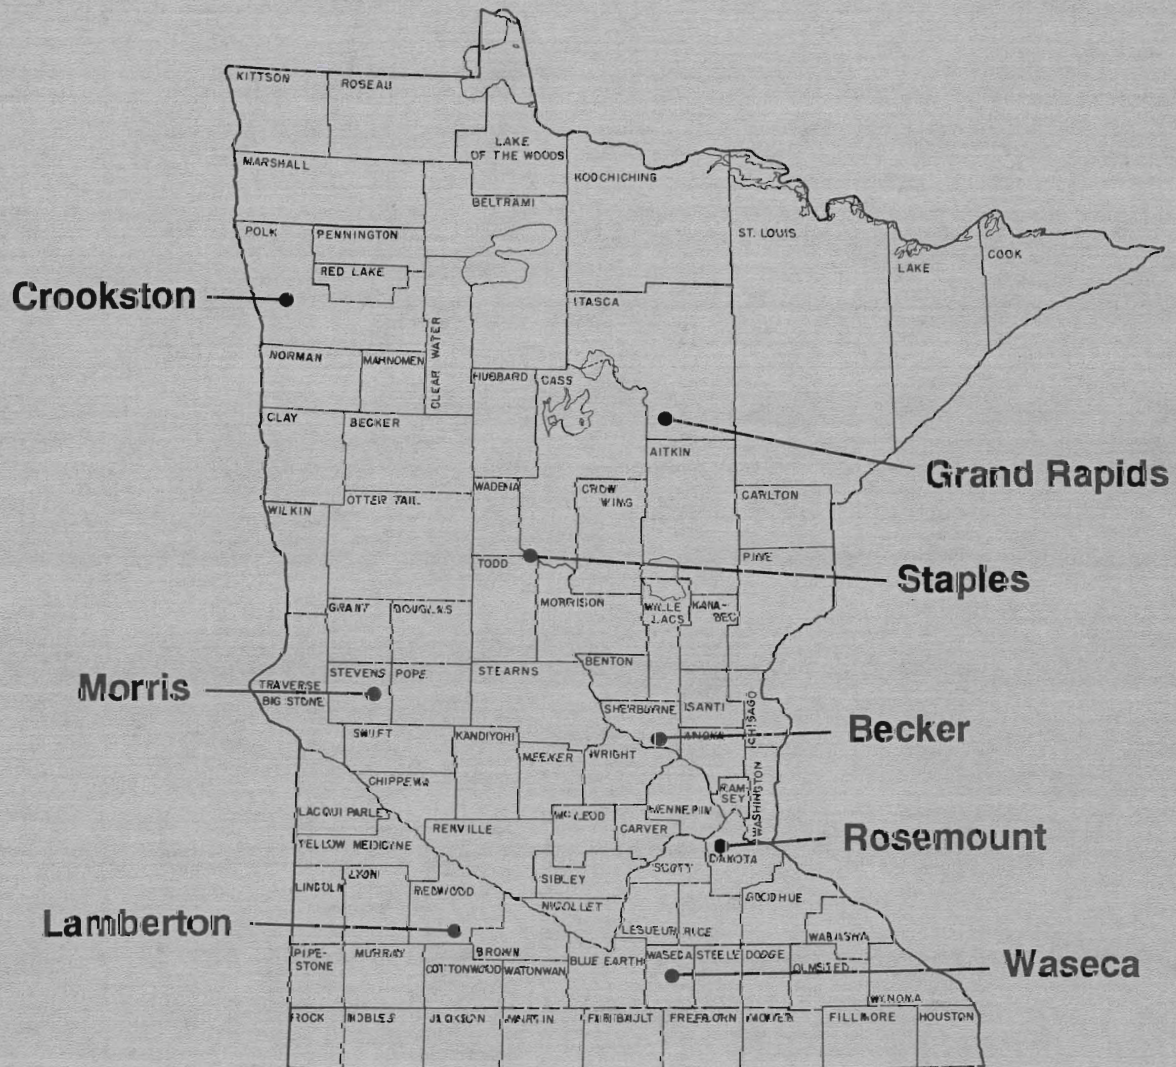 KITTSON
ROSEAU
LAKE
OF THE WOODS
MARSHALL
KOOCHICHING
BELTRAMI
POLK
PENNINGTON
ST. LOUIS
COOK
LAKE
RED LAKE
Crookston
ITASCA
CLEAR WATER
NORMAN
MAHNOMEN
HUBBARD
CASS
CLAY
BECKER
AITKIN
Grand Rapids
WADENA
CROW
WING
CARLTON
OTTER TAIL
WILKIN
PINE
TODD
Staples
MORRISON
GRANT
DOUGLAS
MILLE
LACS
KANA-
BEC
BENTON
STEVENS
POPE
STEARNS
Morris
TRAVERSE
BIG STONE
SHERBURNE
ISANTI
CHISAGO
Becker
SWIFT
KANDIYOHI
ANOKA
MEEKER
WRIGHT
CHIPPEWA
RAM-
SEY
WASHINGTON
LAC QUI PARLE
McLEOD
HENNEPIN
RENVILLE
CARVER
Rosemount
YELLOW MEDICINE
DAKOTA
SCOTT
LYON
SIBLEY
LINCOLN
REDWOOD
GOODHUE
NICOLLET
Lamberton
LESUEUR
RICE
WABASHA
PIPE-
STONE
MURRAY
BROWN
BLUE EARTH
WASECA
STEELE
DODGE
OLMSTED
Waseca
COTTONWOOD
WATONWAN
WINONA
ROCK
NOBLES
JACKSON
MARTIN
FARIBAULT
FREEBORN
MOWER
FILLMORE
HOUSTON